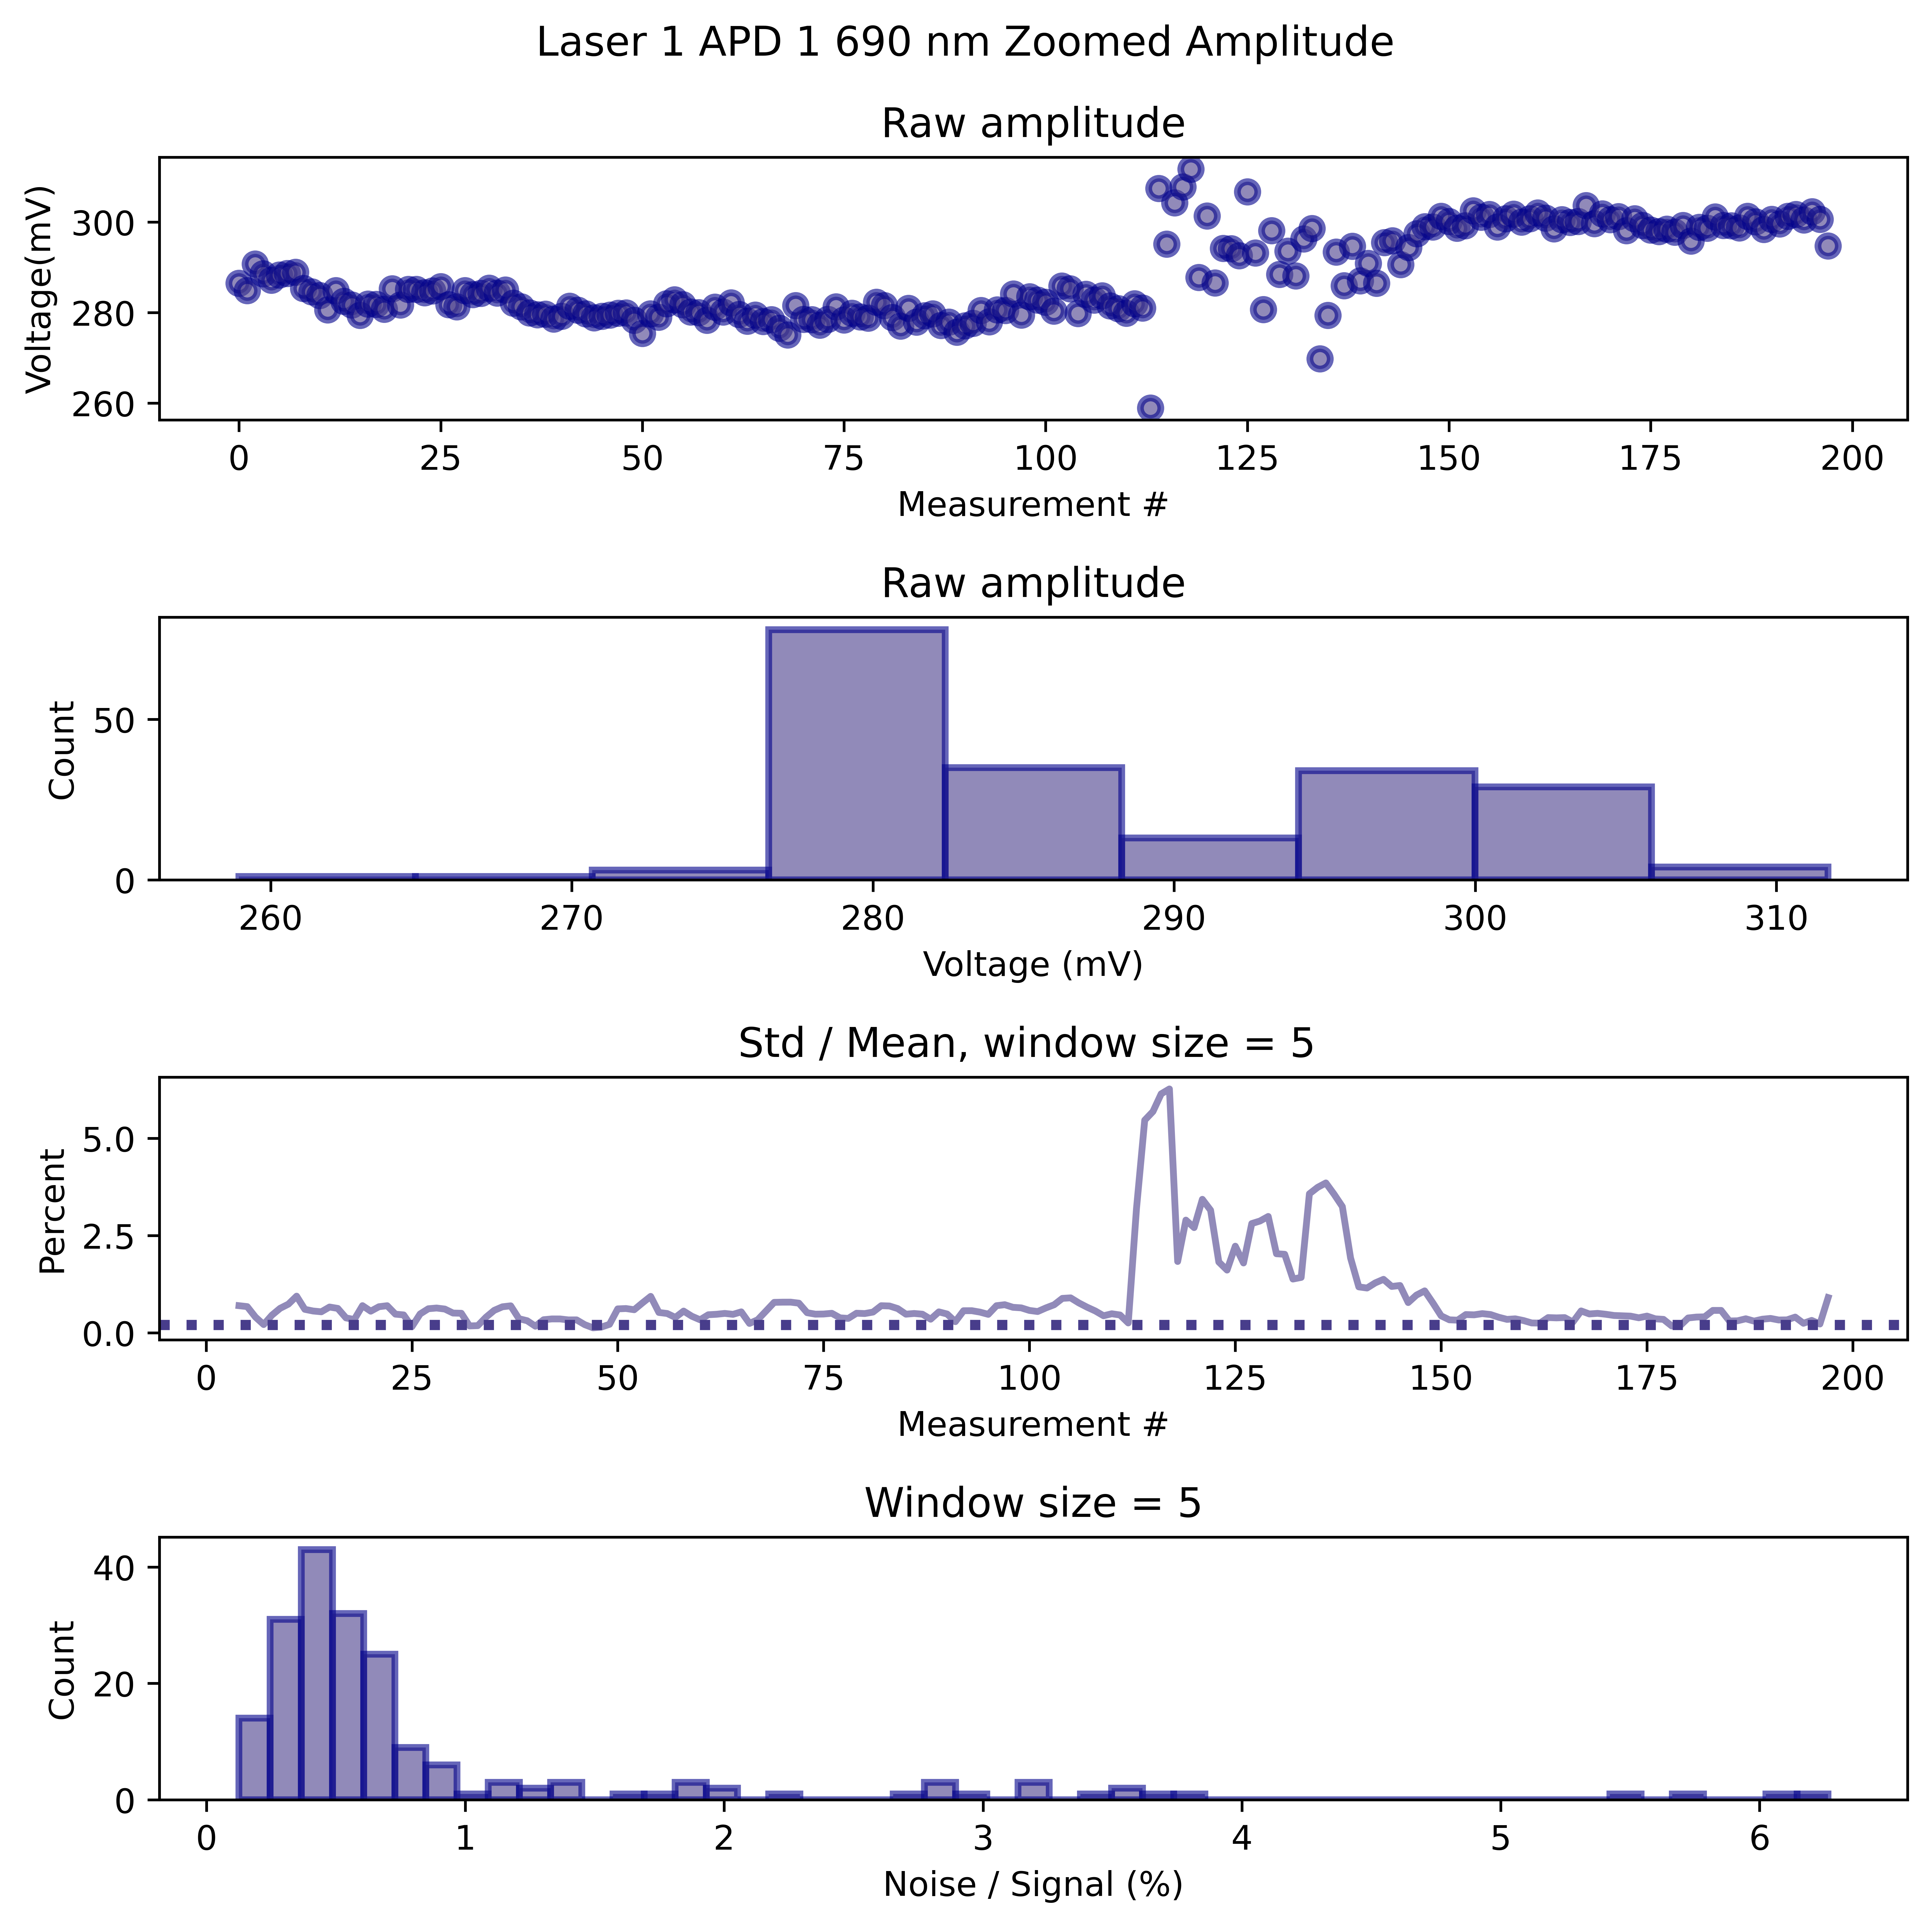 Laser 1 APD 1 690 nm Zoomed Amplitude
Raw amplitude
Voltage(mV)
300
280
260
0 25 50 75 100 125 150 175 200
Measurement #
Raw amplitude
Count
50
0
260 270 280 290 300 310
Voltage (mV)
Std / Mean, window size = 5
Percent
5.0
2.5
0.0
0 25 50 75 100 125 150 175 200
Measurement #
Window size = 5
Count
40
20
0
0 1 2 3 4 5 6
Noise / Signal (%)